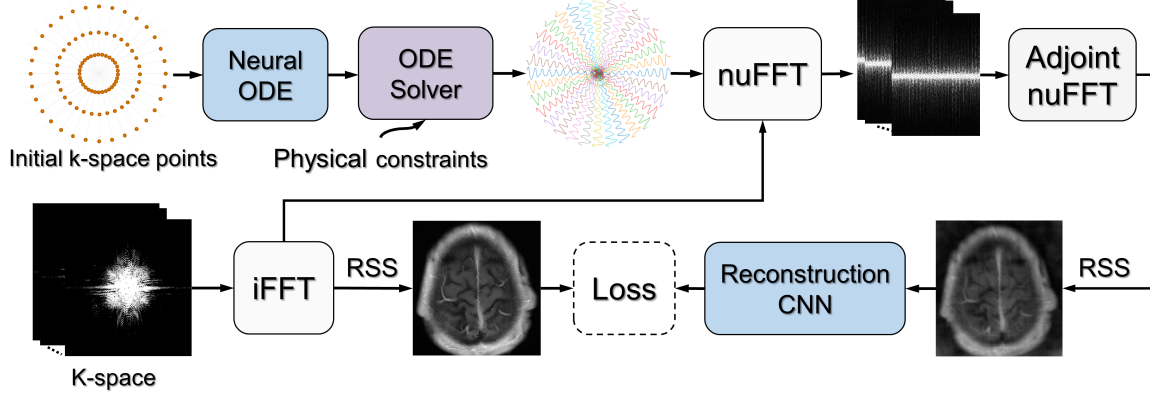 Neural
ODE
ODE
Solver
nuFFT
Adjoint
nuFFT
Initial k-space points
Physical constraints
iFFT
RSS
Loss
Reconstruction
CNN
RSS
K-space